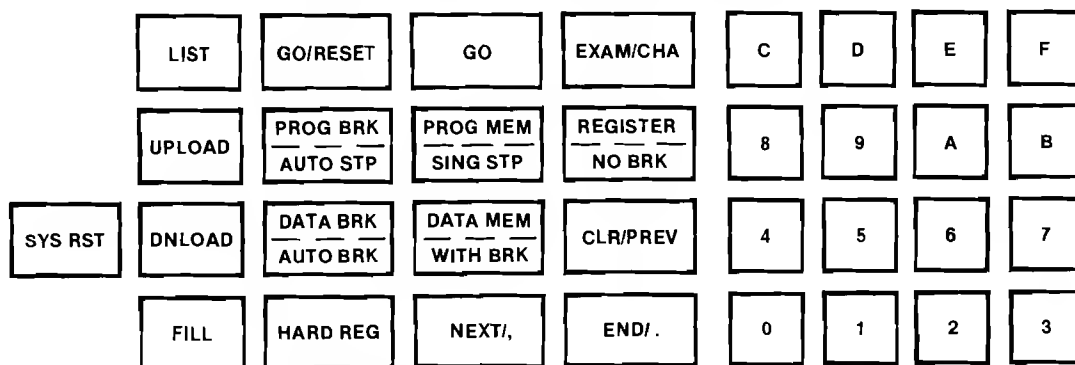 LIST GO/RESET GO EXAM/CHA C D E F
UPLOAD PROG BRK AUTO STP PROG MEM SING STP REGISTER NO BRK 8 9 A B
SYS RST DNLOAD DATA BRK AUTO BRK DATA MEM WITH BRK CLR/PREV 4 5 6 7
FILL HARD REG NEXT/, END/. 0 1 2 3